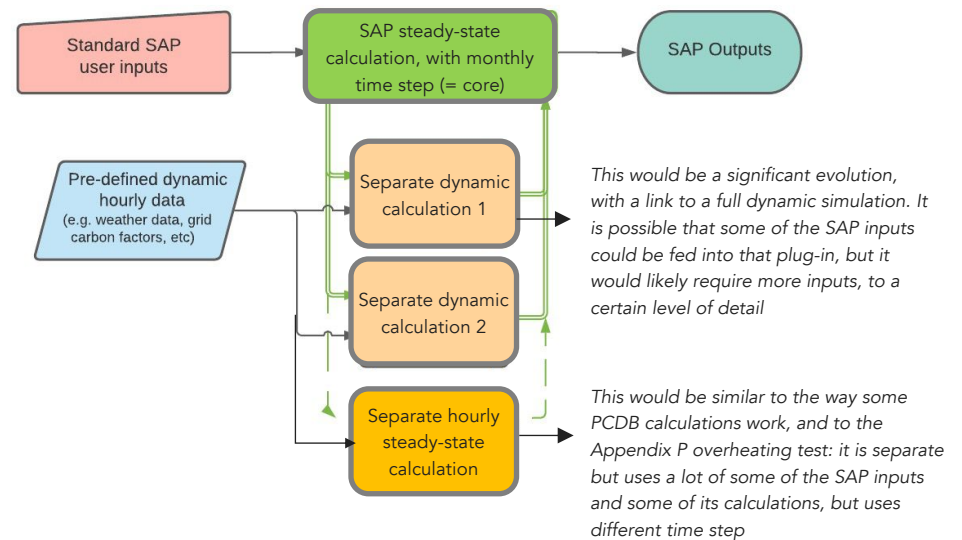 Standard SAP
user inputs
SAP steady-state
calculation, with monthly
time step (= core)
SAP Outputs
Pre-defined dynamic
hourly data
(e.g. weather data, grid
carbon factors, etc)
Separate dynamic
calculation 1
This would be a significant evolution,
with a link to a full dynamic simulation. It
is possible that some of the SAP inputs
could be fed into that plug-in, but it
would likely require more inputs, to a
certain level of detail
Separate dynamic
calculation 2
Separate hourly
steady-state
calculation
This would be similar to the way some
PCDB calculations work, and to the
Appendix P overheating test: it is separate
but uses a lot of some of the SAP inputs
and some of its calculations, but uses
different time step